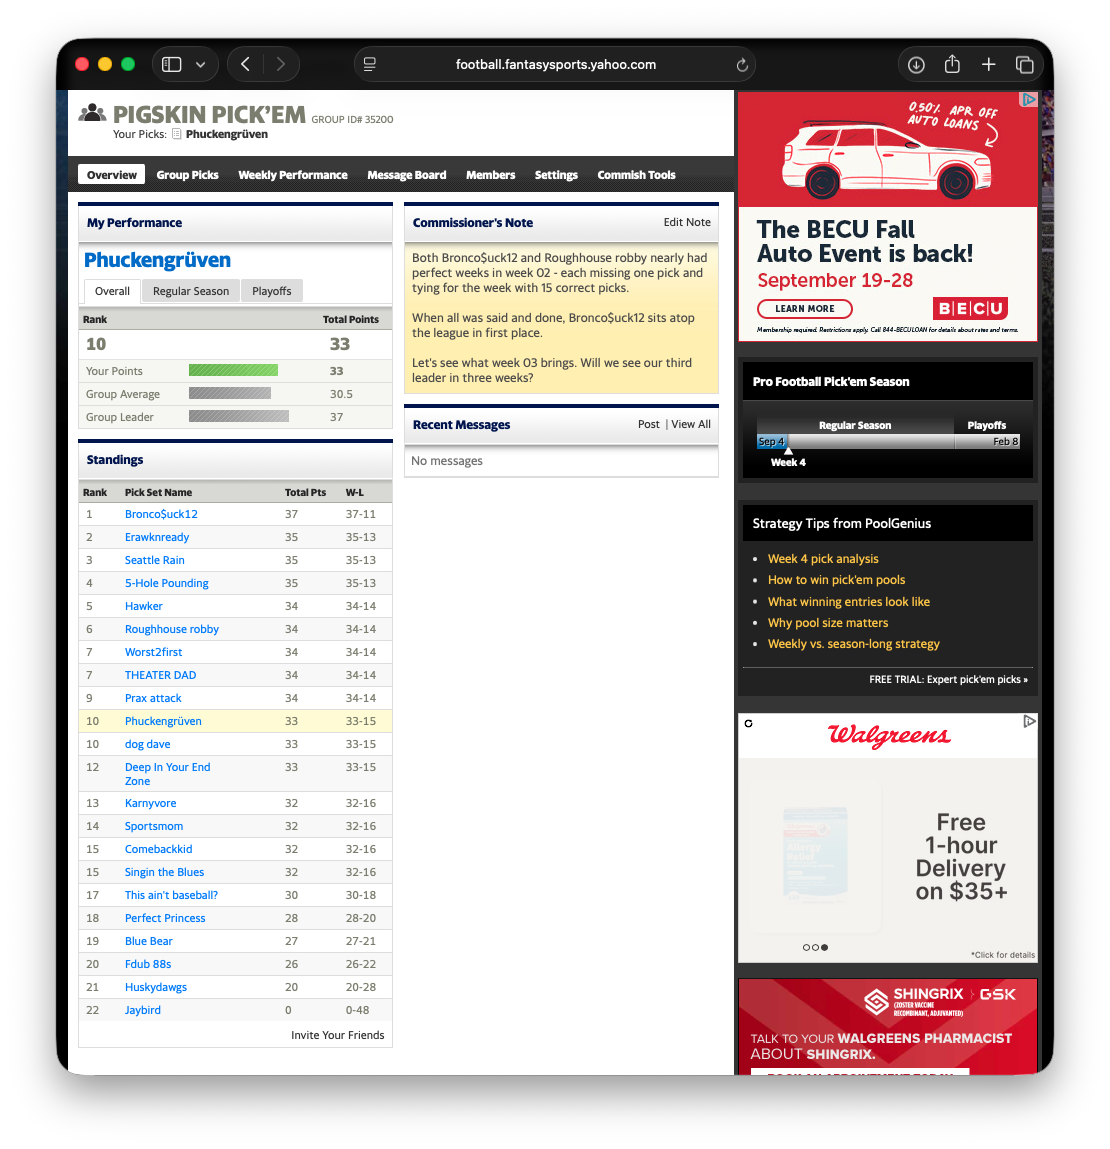 football.fantasysports.yahoo.com
PIGSKIN PICK'EM GROUP ID# 35200
Your Picks: Phuckengrüven
Overview Group Picks Weekly Performance Message Board Members Settings Commish Tools
My Performance
Phuckengrüven
Overall Regular Season Playoffs
Rank Total Points
10 33
Your Points 33
Group Average 30.5
Group Leader 37
Standings
Rank Pick Set Name Total Pts W-L
1 Bronco$uck12 37 37-11
2 Erawknready 35 35-13
3 Seattle Rain 35 35-13
4 5-Hole Pounding 35 35-13
5 Hawker 34 34-14
6 Roughhouse robby 34 34-14
7 Worst2first 34 34-14
7 THEATER DAD 34 34-14
9 Prax attack 34 34-14
10 Phuckengrüven 33 33-15
10 dog dave 33 33-15
12 Deep In Your End 33 33-15
Zone
13 Karnyvore 32 32-16
14 Sportsmom 32 32-16
15 Comebackkid 32 32-16
15 Singin the Blues 32 32-16
17 This ain't baseball? 30 30-18
18 Perfect Princess 28 28-20
19 Blue Bear 27 27-21
20 Fdub 88s 26 26-22
21 Huskydawgs 20 20-28
22 Jaybird 0 0-48
Invite Your Friends
Commissioner's Note Edit Note
Both Bronco$uck12 and Roughhouse robby nearly had
perfect weeks in week 02 - each missing one pick and
tying for the week with 15 correct picks.
When all was said and done, Bronco$uck12 sits atop
the league in first place.
Let's see what week 03 brings. Will we see our third
leader in three weeks?
Recent Messages Post | View All
No messages
0.50% APR OFF
AUTO LOANS
The BECU Fall
Auto Event is back!
September 19-28
LEARN MORE
BECU
Membership required. Restrictions apply. Call 844-BECULOAN for details about rates and terms.
Pro Football Pick'em Season
Regular Season Playoffs
Sep 4 Feb 8
Week 4
Strategy Tips from PoolGenius
• Week 4 pick analysis
• How to win pick'em pools
• What winning entries look like
• Why pool size matters
• Weekly vs. season-long strategy
FREE TRIAL: Expert pick'em picks »
Walgreens
Allergy
Relief
Free
1-hour
Delivery
on $35+
*Click for details
SHINGRIX GSK
(ZOSTER VACCINE
RECOMBINANT, ADJUVANTED)
TALK TO YOUR WALGREENS PHARMACIST
ABOUT SHINGRIX.
BOOK AN APPOINTMENT TODAY